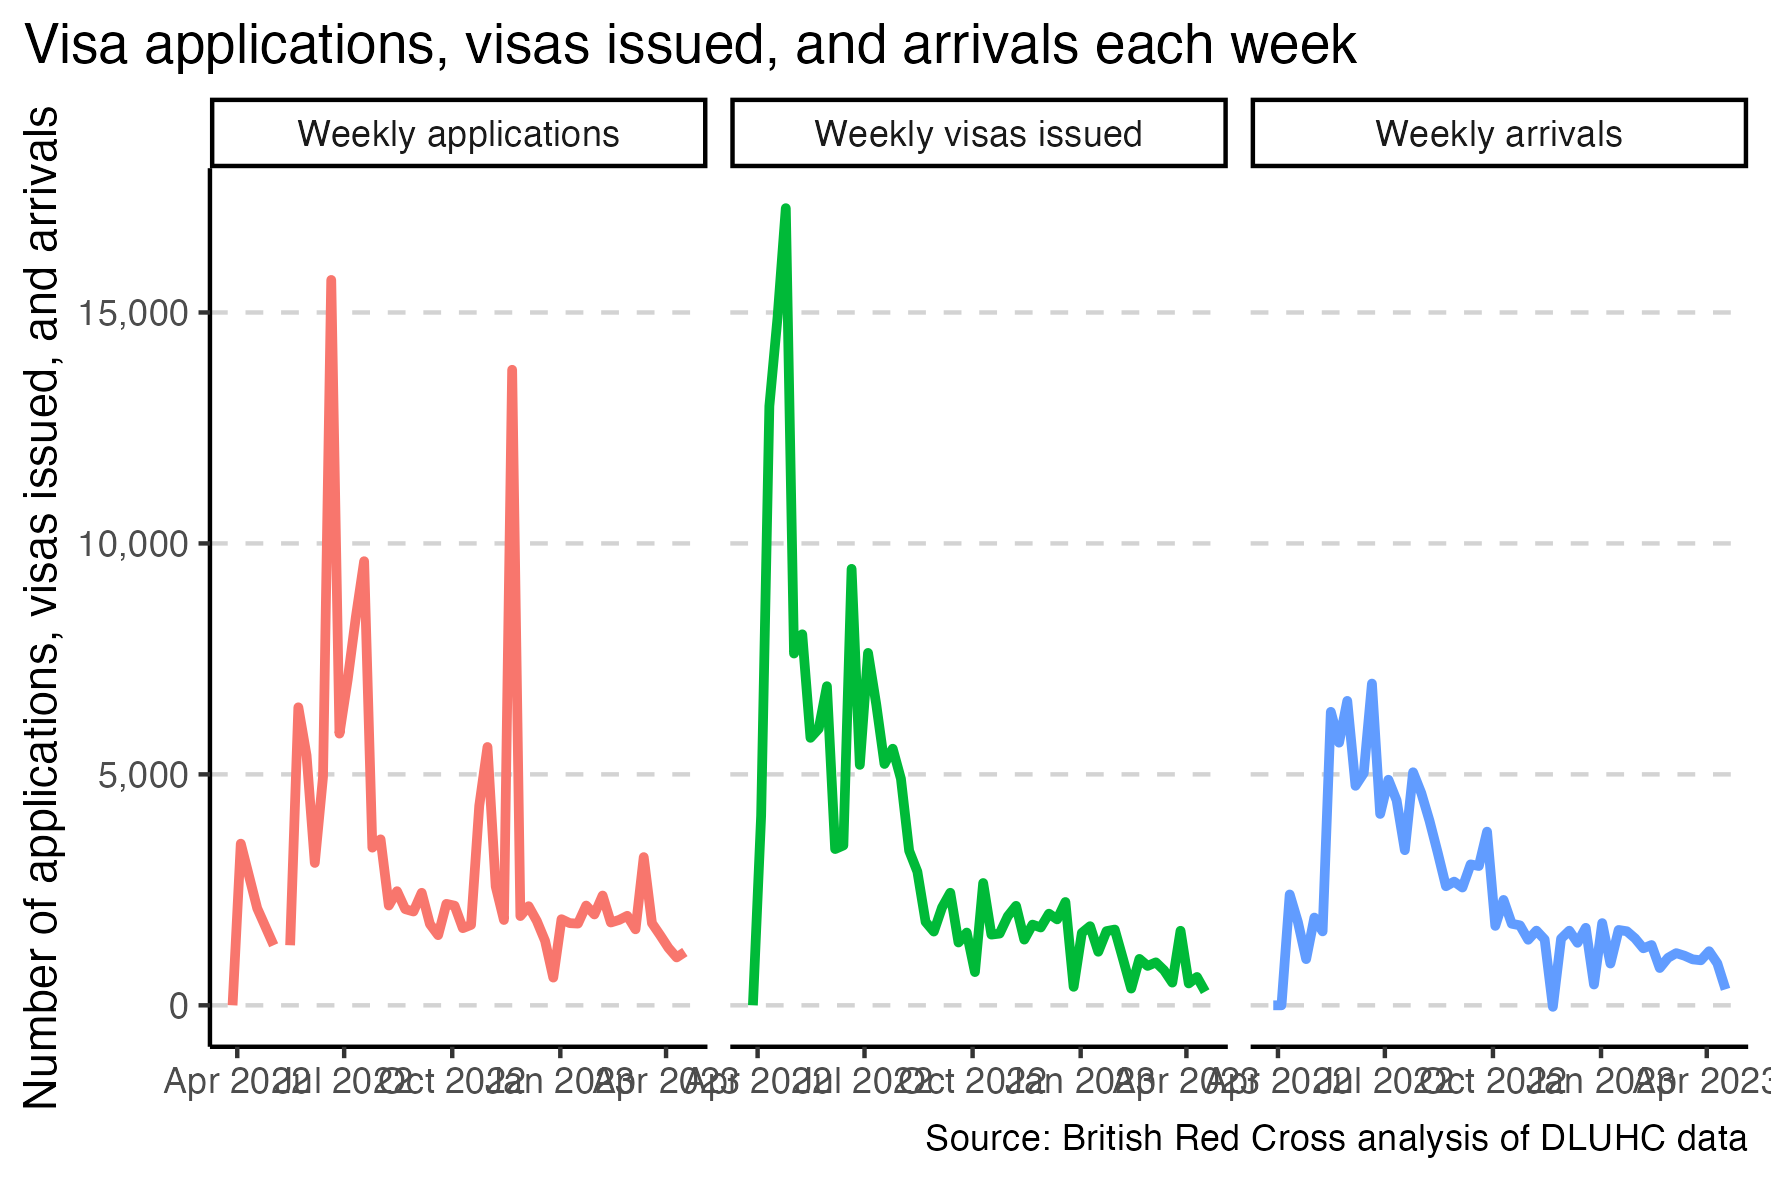 Visa applications, visas issued, and arrivals each week
Number of applications, visas issued, and arrivals
Weekly applications
Weekly visas issued
Weekly arrivals
15,000
10,000
5,000
0
Apr 2022 Jul 2022 Oct 2022 Jan 2023 Apr 2023
Apr 2022 Jul 2022 Oct 2022 Jan 2023 Apr 2023
Apr 2022 Jul 2022 Oct 2022 Jan 2023 Apr 2023
Source: British Red Cross analysis of DLUHC data